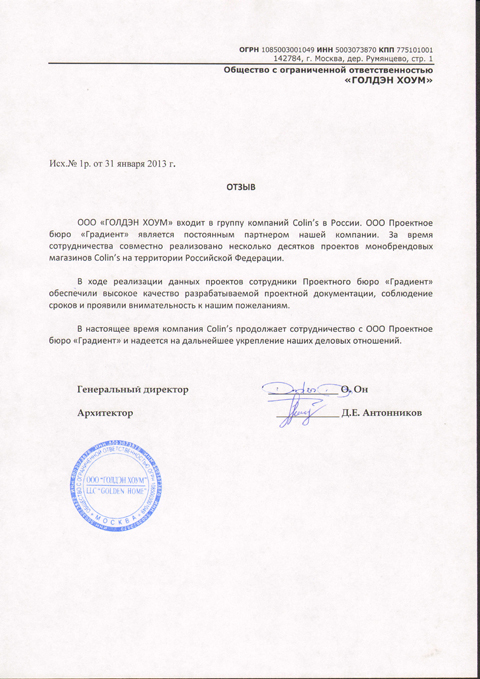 ОГРН 1085003001049 ИНН 5003073870 КПП 775101001
142784, г. Москва, дер. Румянцево, стр. 1
Общество с ограниченной ответственностью
«ГОЛДЭН ХОУМ»
Исх.№ 1р. от 31 января 2013 г.
ОТЗЫВ
ООО «ГОЛДЭН ХОУМ» входит в группу компаний Colin's в России. ООО Проектное
бюро «Градиент» является постоянным партнером нашей компании. За время
сотрудничества совместно реализовано несколько десятков проектов монобрендовых
магазинов Colin's на территории Российской Федерации.
В ходе реализации данных проектов сотрудники Проектного бюро «Градиент»
обеспечили высокое качество разрабатываемой проектной документации, соблюдение
сроков и проявили внимательность к нашим пожеланиям.
В настоящее время компания Colin's продолжает сотрудничество с ООО Проектное
бюро «Градиент» и надеется на дальнейшее укрепление наших деловых отношений.
Генеральный директор О. Он
Архитектор Д.Е. Антонников
ООО "ГОЛДЭН ХОУМ"
LLC "GOLDEN HOME"
МОСКВА